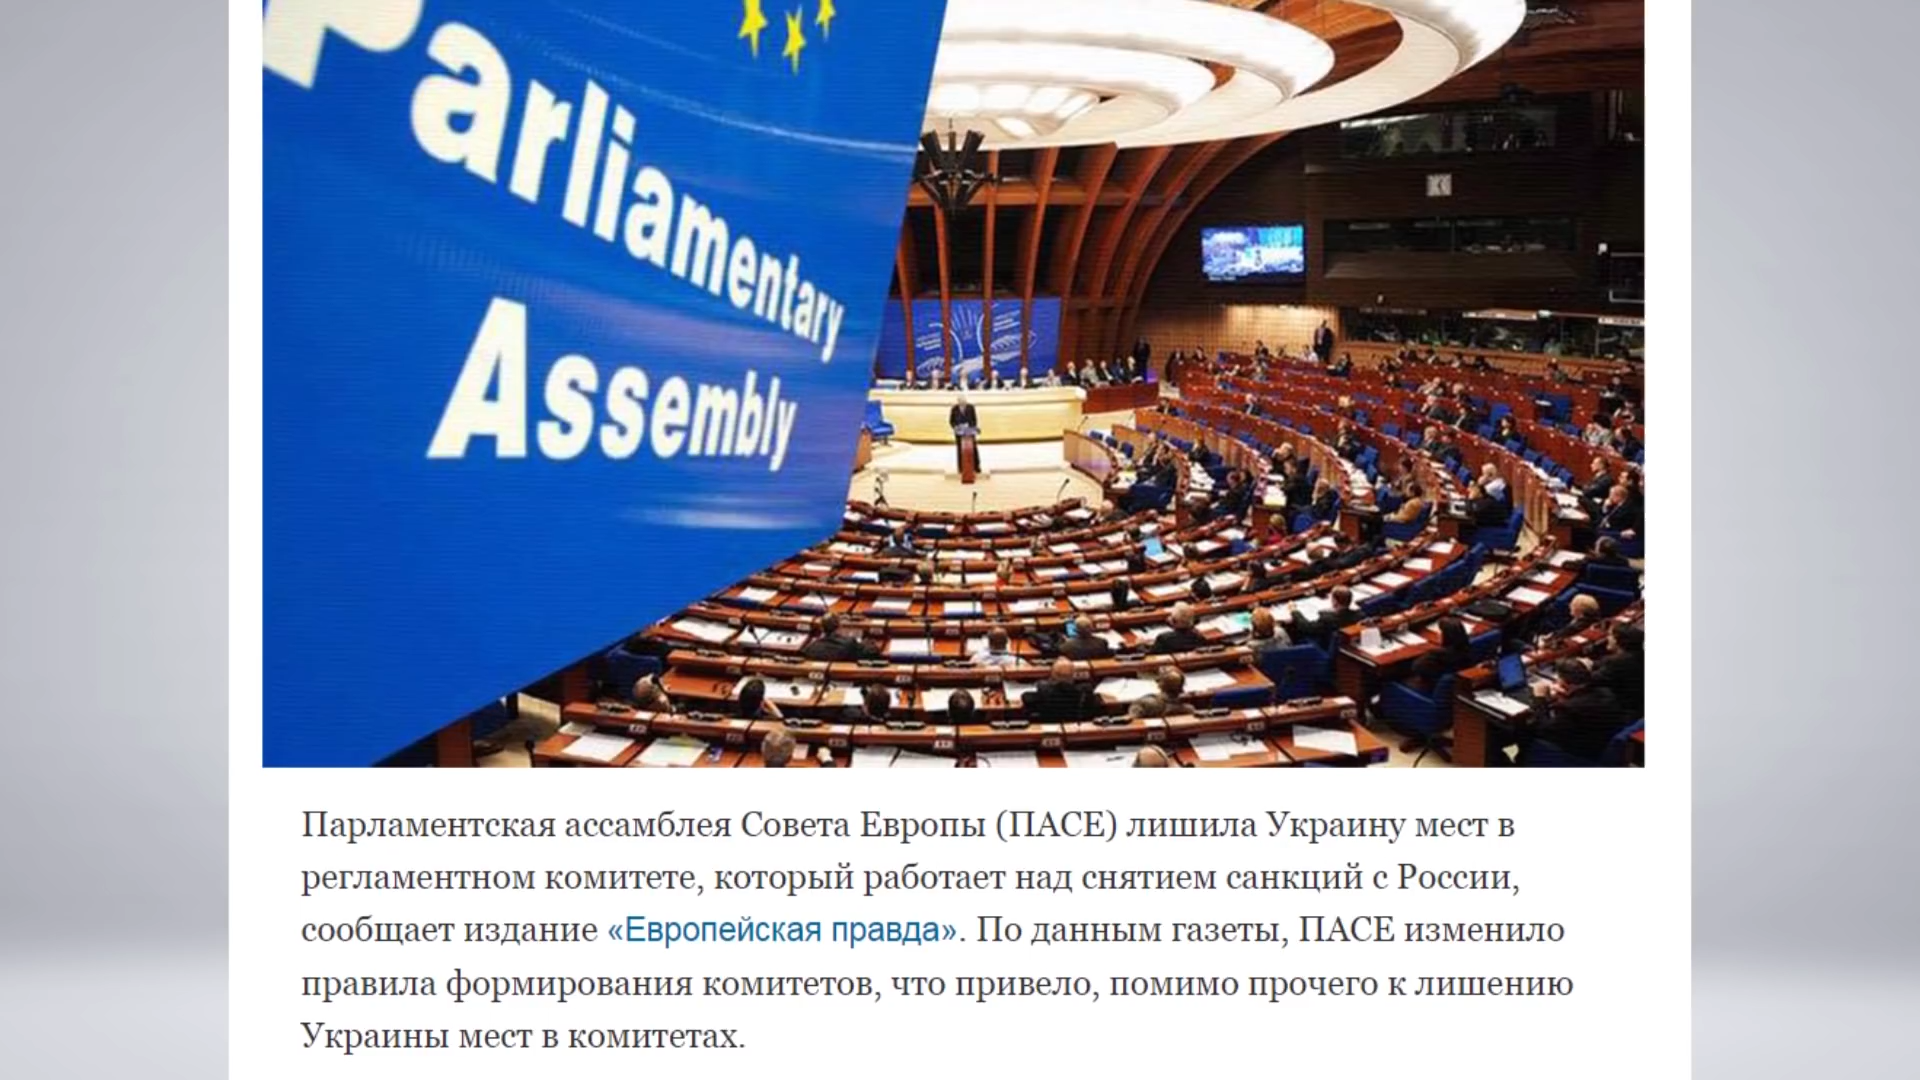 Parliamentary
Assembly
Парламентская ассамблея Совета Европы (ПАСЕ) лишила Украину мест в
регламентном комитете, который работает над снятием санкций с России,
сообщает издание «Европейская правда». По данным газеты, ПАСЕ изменило
правила формирования комитетов, что привело, помимо прочего к лишению
Украины мест в комитетах.